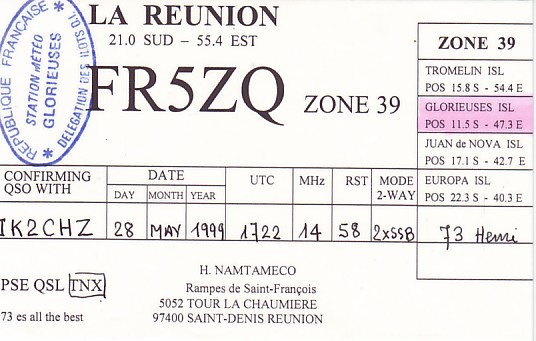 LA REUNION
21.0 SUD - 55.4 EST
REPUBLIQUE FRANCAISE
STATION METEO
GLORIEUSES
FR5ZQ ZONE 39
ZONE 39
TROMELIN ISL
POS 15.8 S - 54.4 E
GLORIEUSES ISL
POS 11.5 S - 47.3 E
JUAN de NOVA ISL
POS 17.1 S - 42.7 E
EUROPA ISL
POS 22.3 S - 40.3 E
CONFIRMING QSO WITH
DATE
DAY MONTH YEAR
UTC
MHz
RST
MODE 2-WAY
IK2CHZ 28 MAY 1999 1722 14 58 2xSSB 73 Henri
PSE QSL TNX
73 es all the best
H. NAMTAMECO
Rampes de Saint-François
5052 TOUR LA CHAUMIERE
97400 SAINT-DENIS REUNION